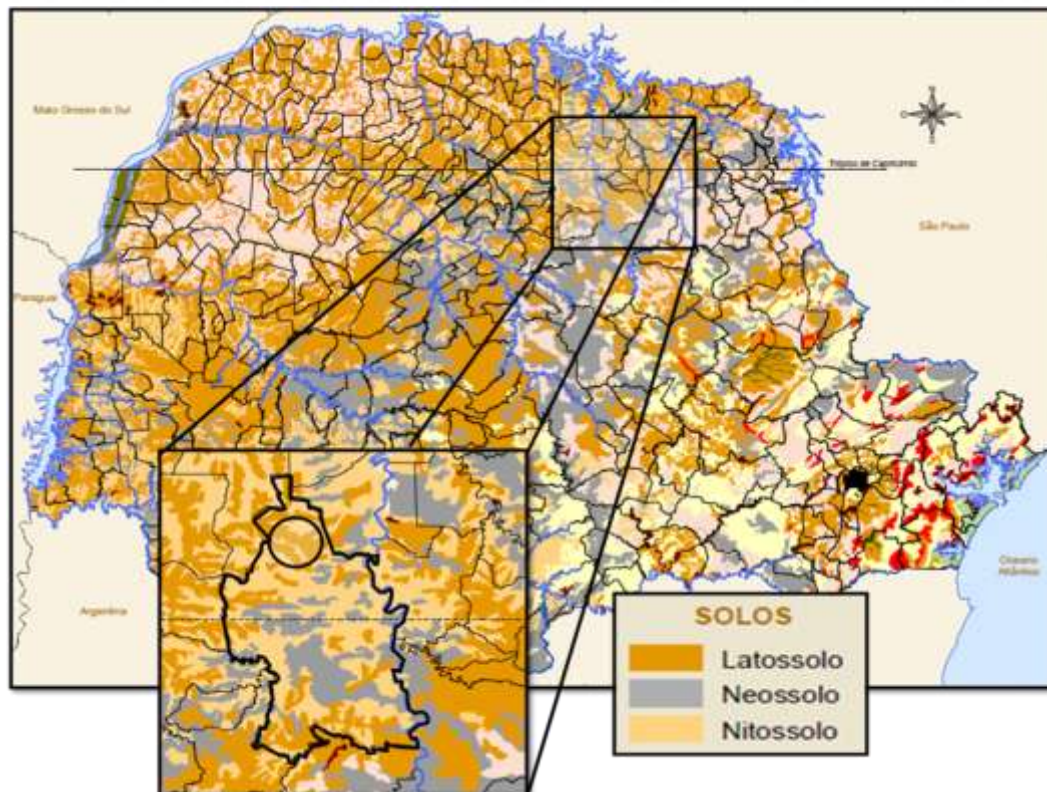 Mato Grosso do Sul
Trópico de Capricórnio
São Paulo
Paraguai
Argentina
Oceano
Atlântico
SOLOS
Latossolo
Neossolo
Nitossolo